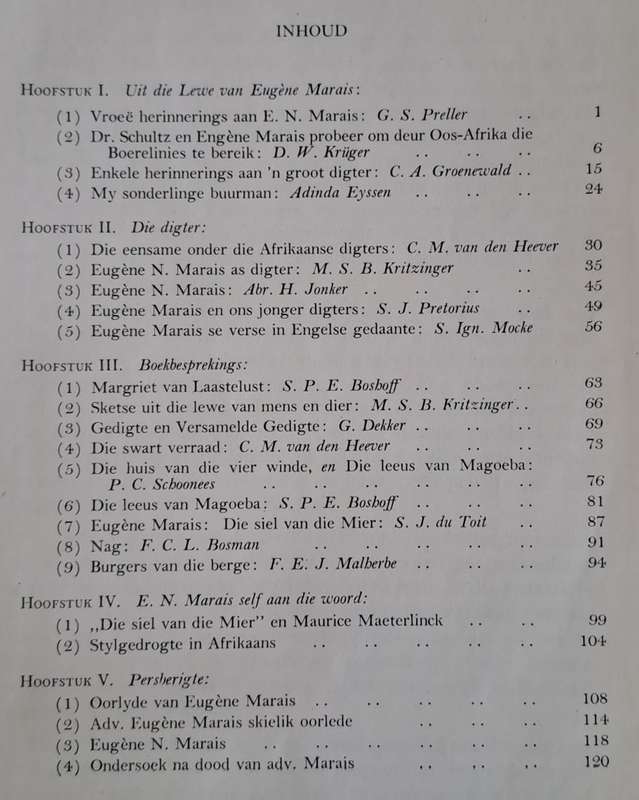 INHOUD
HOOFSTUK I. Uit die Lewe van Eugène Marais:
(1) Vroeë herinnerings aan E. N. Marais: G. S. Preller .. 1
(2) Dr. Schultz en Engène Marais probeer om deur Oos-Afrika die
Boerelinies te bereik: D. W. Krüger .. .. .. 6
(3) Enkele herinnerings aan 'n groot digter: C. A. Groenewald .. 15
(4) My sonderlinge buurman: Adinda Eyssen .. .. .. 24
HOOFSTUK II. Die digter:
(1) Die eensame onder die Afrikaanse digters: C. M. van den Heever 30
(2) Eugène N. Marais as digter: M. S. B. Kritzinger .. 35
(3) Eugène N. Marais: Abr. H. Jonker .. .. .. .. 45
(4) Eugène Marais en ons jonger digters: S. J. Pretorius .. 49
(5) Eugène Marais se verse in Engelse gedaante: S. Ign. Mocke 56
HOOFSTUK III. Boekbesprekings:
(1) Margriet van Laastelust: S. P. E. Boshoff .. .. .. 63
(2) Sketse uit die lewe van mens en dier: M. S. B. Kritzinger .. 66
(3) Gedigte en Versamelde Gedigte: G. Dekker .. .. .. 69
(4) Die swart verraad: C. M. van den Heever .. .. .. 73
(5) Die huis van die vier winde, en Die leeus van Magoeba:
P. C. Schoonees .. .. .. .. .. .. 76
(6) Die leeus van Magoeba: S. P. E. Boshoff .. .. .. 81
(7) Eugène Marais: Die siel van die Mier: S. J. du Toit .. 87
(8) Nag: F. C. L. Bosman .. .. .. .. .. 91
(9) Burgers van die berge: F. E. J. Malherbe .. .. .. 94
HOOFSTUK IV. E. N. Marais self aan die woord:
(1) „Die siel van die Mier” en Maurice Maeterlinck .. .. 99
(2) Stylgedrogte in Afrikaans .. .. .. .. .. 104
HOOFSTUK V. Persberigte:
(1) Oorlyde van Eugène Marais .. .. .. .. .. 108
(2) Adv. Eugène Marais skielik oorlede .. .. .. 114
(3) Eugène N. Marais .. .. .. .. .. .. 118
(4) Ondersoek na dood van adv. Marais .. .. .. 120